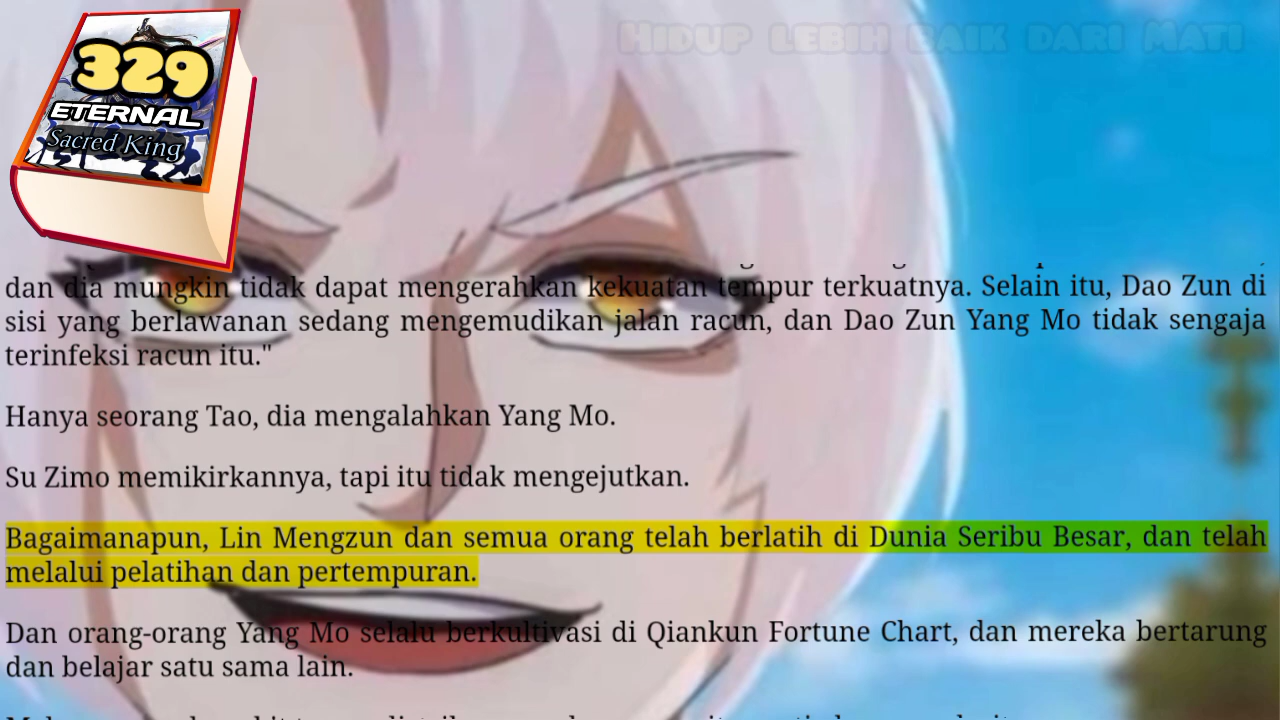 Hidup lebih baik dari Mati
329
ETERNAL
Sacred King
dan dia mungkin tidak dapat mengerahkan kekuatan tempur terkuatnya. Selain itu, Dao Zun di
sisi yang berlawanan sedang mengemudikan jalan racun, dan Dao Zun Yang Mo tidak sengaja
terinfeksi racun itu."
Hanya seorang Tao, dia mengalahkan Yang Mo.
Su Zimo memikirkannya, tapi itu tidak mengejutkan.
Bagaimanapun, Lin Mengzun dan semua orang telah berlatih di Dunia Seribu Besar, dan telah
melalui pelatihan dan pertempuran.
Dan orang-orang Yang Mo selalu berkultivasi di Qiankun Fortune Chart, dan mereka bertarung
dan belajar satu sama lain.